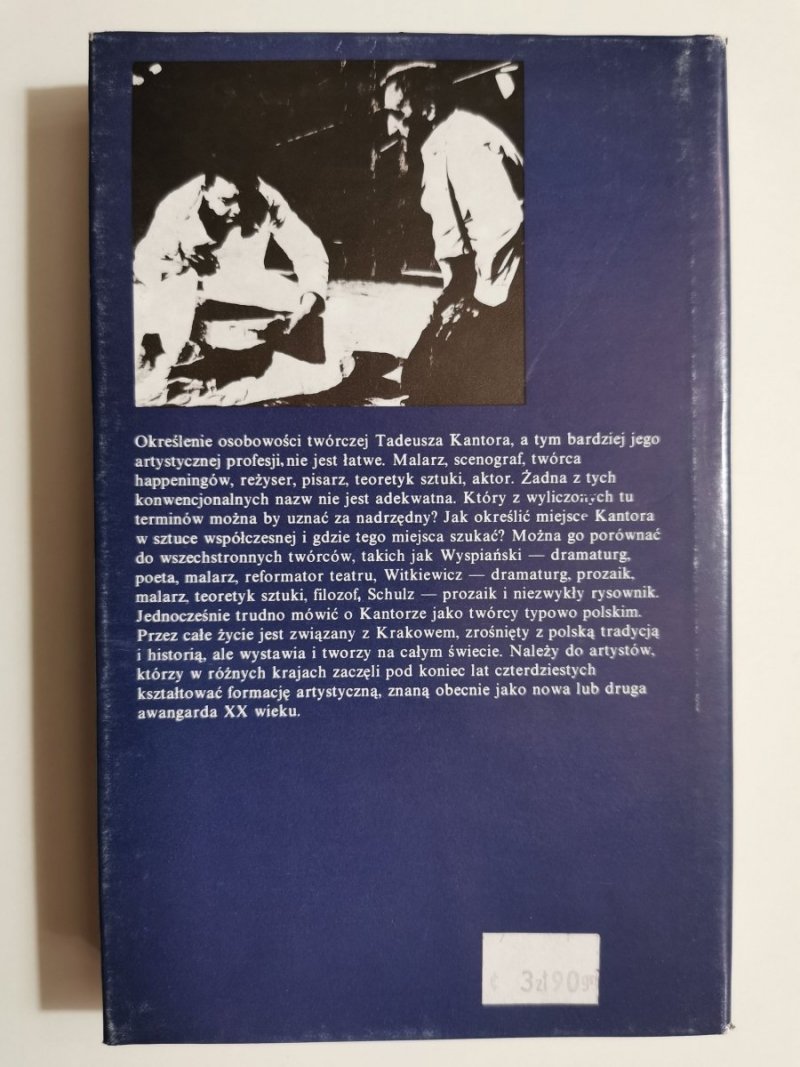 Określenie osobowości twórczej Tadeusza Kantora, a tym bardziej jego
artystycznej profesji, nie jest łatwe. Malarz, scenograf, twórca
happeningów, reżyser, pisarz, teoretyk sztuki, aktor. Żadna z tych
konwencjonalnych nazw nie jest adekwatna. Który z wyliczonych tu
terminów można by uznać za nadrzędny? Jak określić miejsce Kantora
w sztuce współczesnej i gdzie tego miejsca szukać? Można go porównać
do wszechstronnych twórców, takich jak Wyspiański — dramaturg,
poeta, malarz, reformator teatru, Witkiewicz — dramaturg, prozaik,
malarz, teoretyk sztuki, filozof, Schulz — prozaik i niezwykły rysownik.
Jednocześnie trudno mówić o Kantorze jako twórcy typowo polskim.
Przez całe życie jest związany z Krakowem, zrośnięty z polską tradycją
i historią, ale wystawia i tworzy na całym świecie. Należy do artystów,
którzy w różnych krajach zaczęli pod koniec lat czterdziestych
kształtować formację artystyczną, znaną obecnie jako nowa lub druga
awangarda XX wieku.
¢ 3zł90gr